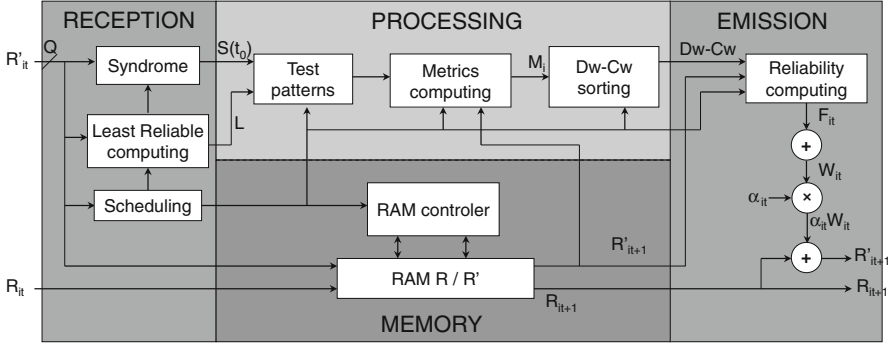 RECEPTION
PROCESSING
EMISSION
Q
R'it
Syndrome
S(t0)
Test
patterns
Metrics
computing
Mi
Dw-Cw
sorting
Dw-Cw
Reliability
computing
Least Reliable
computing
L
Fit
+
Wit
Scheduling
RAM controler
αit
×
αitWit
R'it+1
+
R'it+1
RAM R / R'
Rit
Rit+1
Rit+1
MEMORY